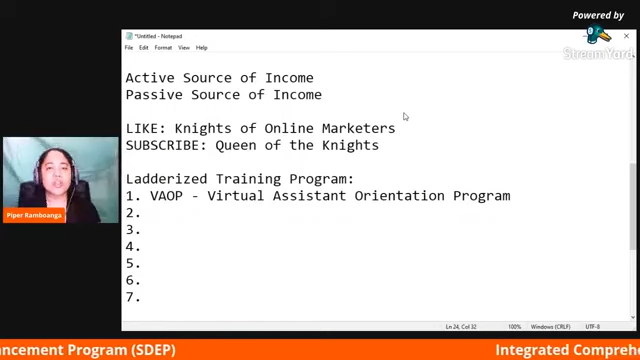 Powered by
StreamYard
*Untitled - Notepad
File Edit Format View Help
Active Source of Income
Passive Source of Income
LIKE: Knights of Online Marketers
SUBSCRIBE: Queen of the Knights
Ladderized Training Program:
1. VAOP - Virtual Assistant Orientation Program
2.
3.
4.
5.
6.
7.
Piper Ramboanga
Ln 24, Col 32 100% Windows (CRLF) UTF-8
ancement Program (SDEP) Integrated Comprehe